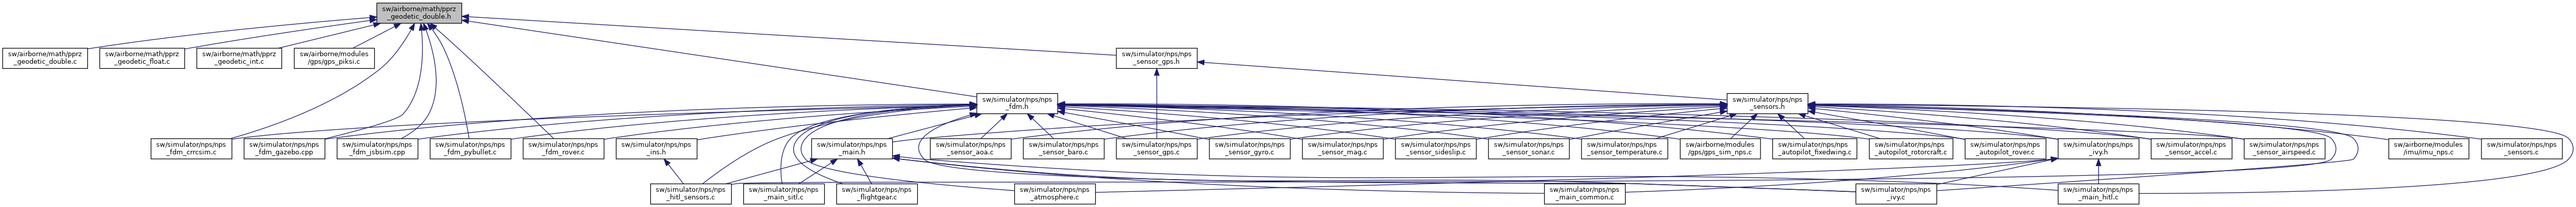 sw/airborne/math/pprz
_geodetic_double.h
sw/airborne/math/pprz
_geodetic_double.c
sw/airborne/math/pprz
_geodetic_float.c
sw/airborne/math/pprz
_geodetic_int.c
sw/airborne/modules
/gps/gps_piksi.c
sw/simulator/nps/nps
_sensor_gps.h
sw/simulator/nps/nps
_fdm.h
sw/simulator/nps/nps
_sensors.h
sw/simulator/nps/nps
_fdm_crrcsim.c
sw/simulator/nps/nps
_fdm_gazebo.cpp
sw/simulator/nps/nps
_fdm_jsbsim.cpp
sw/simulator/nps/nps
_fdm_pybullet.c
sw/simulator/nps/nps
_fdm_rover.c
sw/simulator/nps/nps
_ins.h
sw/simulator/nps/nps
_main.h
sw/simulator/nps/nps
_sensor_aoa.c
sw/simulator/nps/nps
_sensor_baro.c
sw/simulator/nps/nps
_sensor_gps.c
sw/simulator/nps/nps
_sensor_gyro.c
sw/simulator/nps/nps
_sensor_mag.c
sw/simulator/nps/nps
_sensor_sideslip.c
sw/simulator/nps/nps
_sensor_sonar.c
sw/simulator/nps/nps
_sensor_temperature.c
sw/airborne/modules
/gps/gps_sim_nps.c
sw/simulator/nps/nps
_autopilot_fixedwing.c
sw/simulator/nps/nps
_autopilot_rotorcraft.c
sw/simulator/nps/nps
_autopilot_rover.c
sw/simulator/nps/nps
_ivy.h
sw/simulator/nps/nps
_sensor_accel.c
sw/simulator/nps/nps
_sensor_airspeed.c
sw/airborne/modules
/imu/imu_nps.c
sw/simulator/nps/nps
_sensors.c
sw/simulator/nps/nps
_hitl_sensors.c
sw/simulator/nps/nps
_main_sitl.c
sw/simulator/nps/nps
_flightgear.c
sw/simulator/nps/nps
_atmosphere.c
sw/simulator/nps/nps
_main_common.c
sw/simulator/nps/nps
_ivy.c
sw/simulator/nps/nps
_main_hitl.c